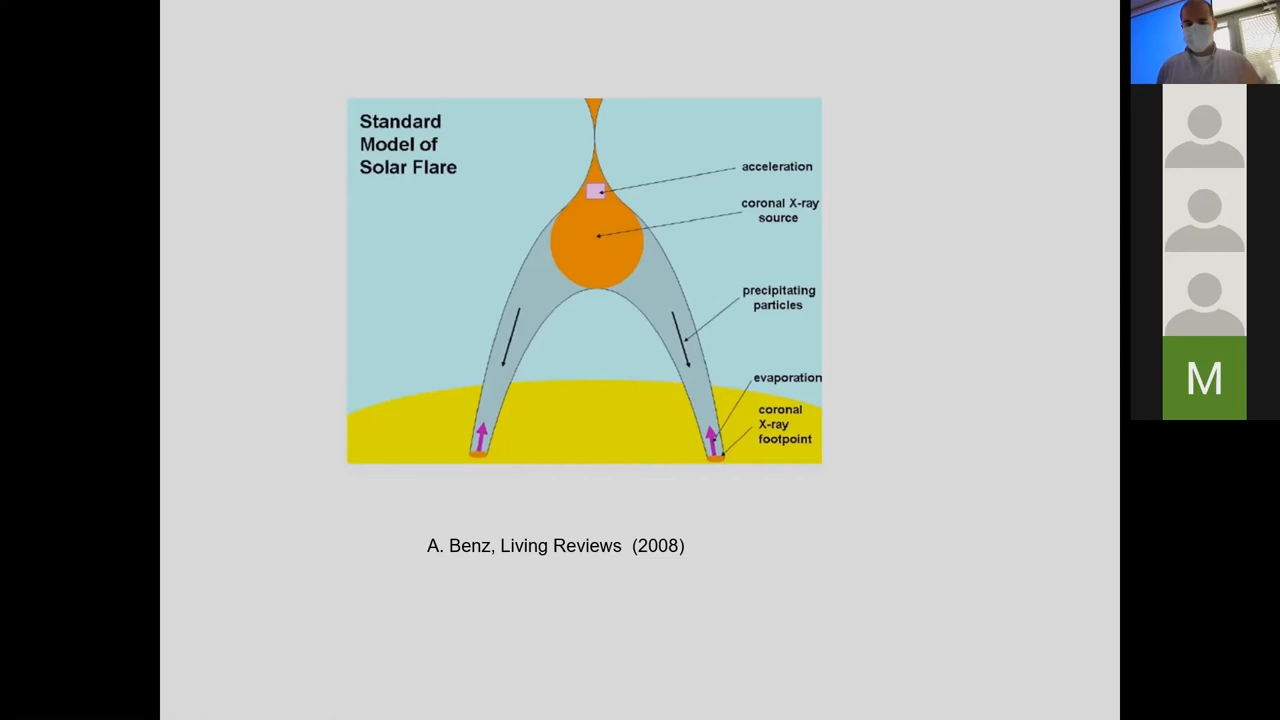 Standard
Model of
Solar Flare
acceleration
coronal X-ray
source
precipitating
particles
evaporation
coronal
X-ray
footpoint
A. Benz, Living Reviews (2008)
M